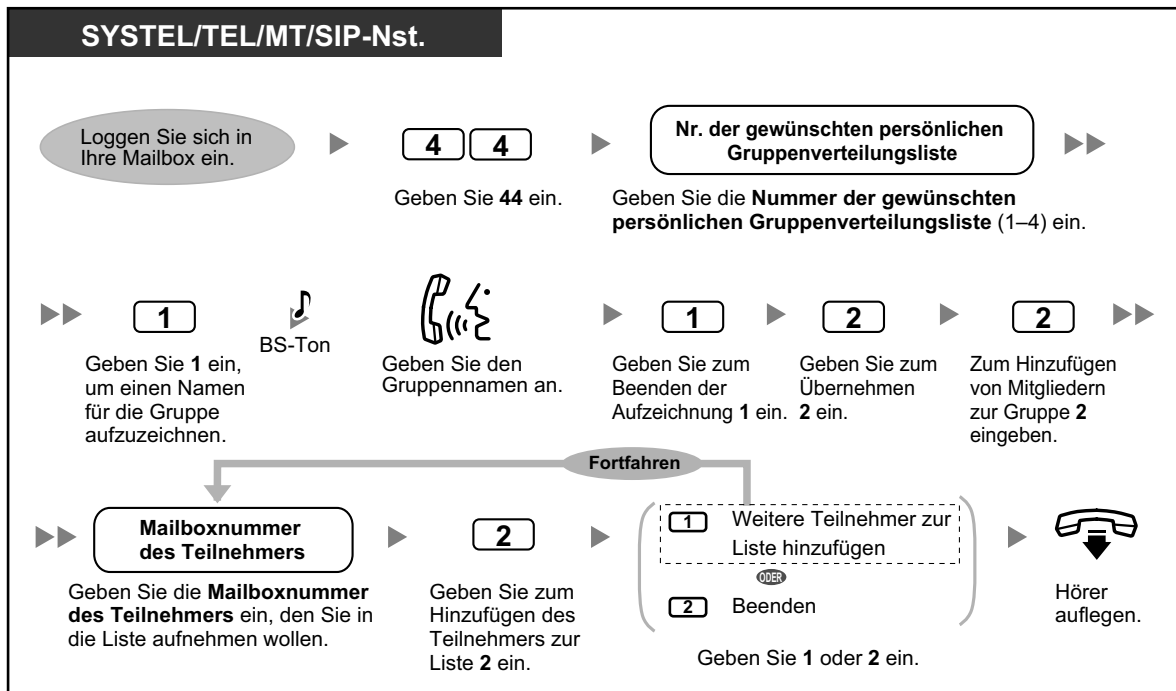 SYSTEL/TEL/MT/SIP-Nst.
Loggen Sie sich in
Ihre Mailbox ein.
4 4
Geben Sie 44 ein.
Nr. der gewünschten persönlichen
Gruppenverteilungsliste
Geben Sie die Nummer der gewünschten
persönlichen Gruppenverteilungsliste (1–4) ein.
1
Geben Sie 1 ein,
um einen Namen
für die Gruppe
aufzuzeichnen.
BS-Ton
Geben Sie den
Gruppennamen an.
1
Geben Sie zum
Beenden der
Aufzeichnung 1 ein.
2
Geben Sie zum
Übernehmen
2 ein.
2
Zum Hinzufügen
von Mitgliedern
zur Gruppe 2
eingeben.
Fortfahren
Mailboxnummer
des Teilnehmers
Geben Sie die Mailboxnummer
des Teilnehmers ein, den Sie in
die Liste aufnehmen wollen.
2
Geben Sie zum
Hinzufügen des
Teilnehmers zur
Liste 2 ein.
1 Weitere Teilnehmer zur
Liste hinzufügen
ODER
2 Beenden
Geben Sie 1 oder 2 ein.
Hörer
auflegen.